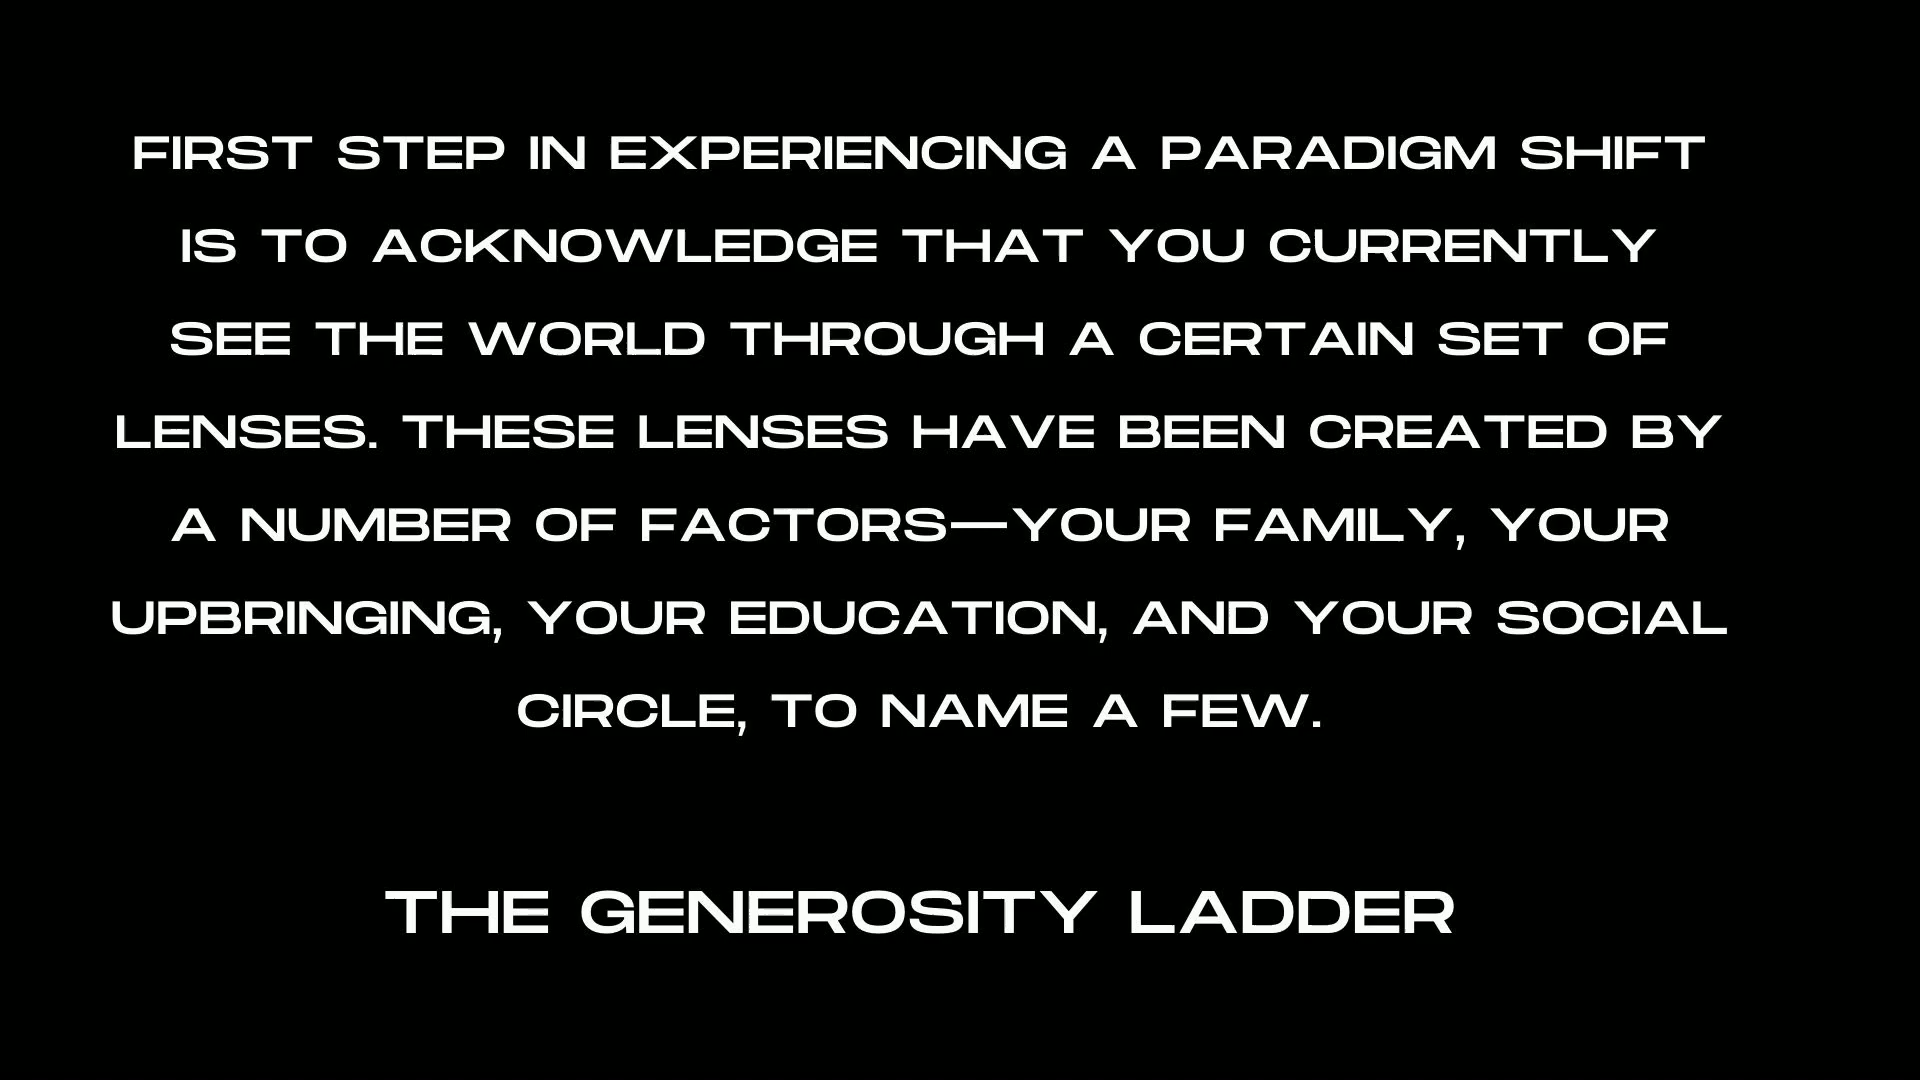 FIRST STEP IN EXPERIENCING A PARADIGM SHIFT
IS TO ACKNOWLEDGE THAT YOU CURRENTLY
SEE THE WORLD THROUGH A CERTAIN SET OF
LENSES. THESE LENSES HAVE BEEN CREATED BY
A NUMBER OF FACTORS—YOUR FAMILY, YOUR
UPBRINGING, YOUR EDUCATION, AND YOUR SOCIAL
CIRCLE, TO NAME A FEW.
THE GENEROSITY LADDER